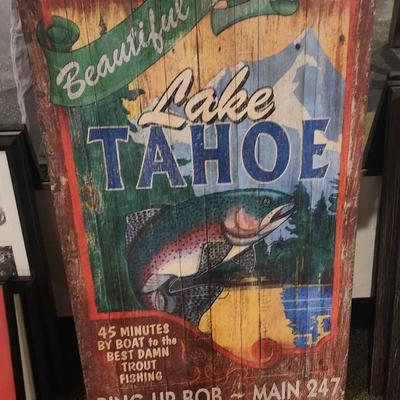 Beautiful
Lake
TAHOE
45 MINUTES
BY BOAT to the
BEST DAMN
TROUT
FISHING
RING UP BOB ~ MAIN 247